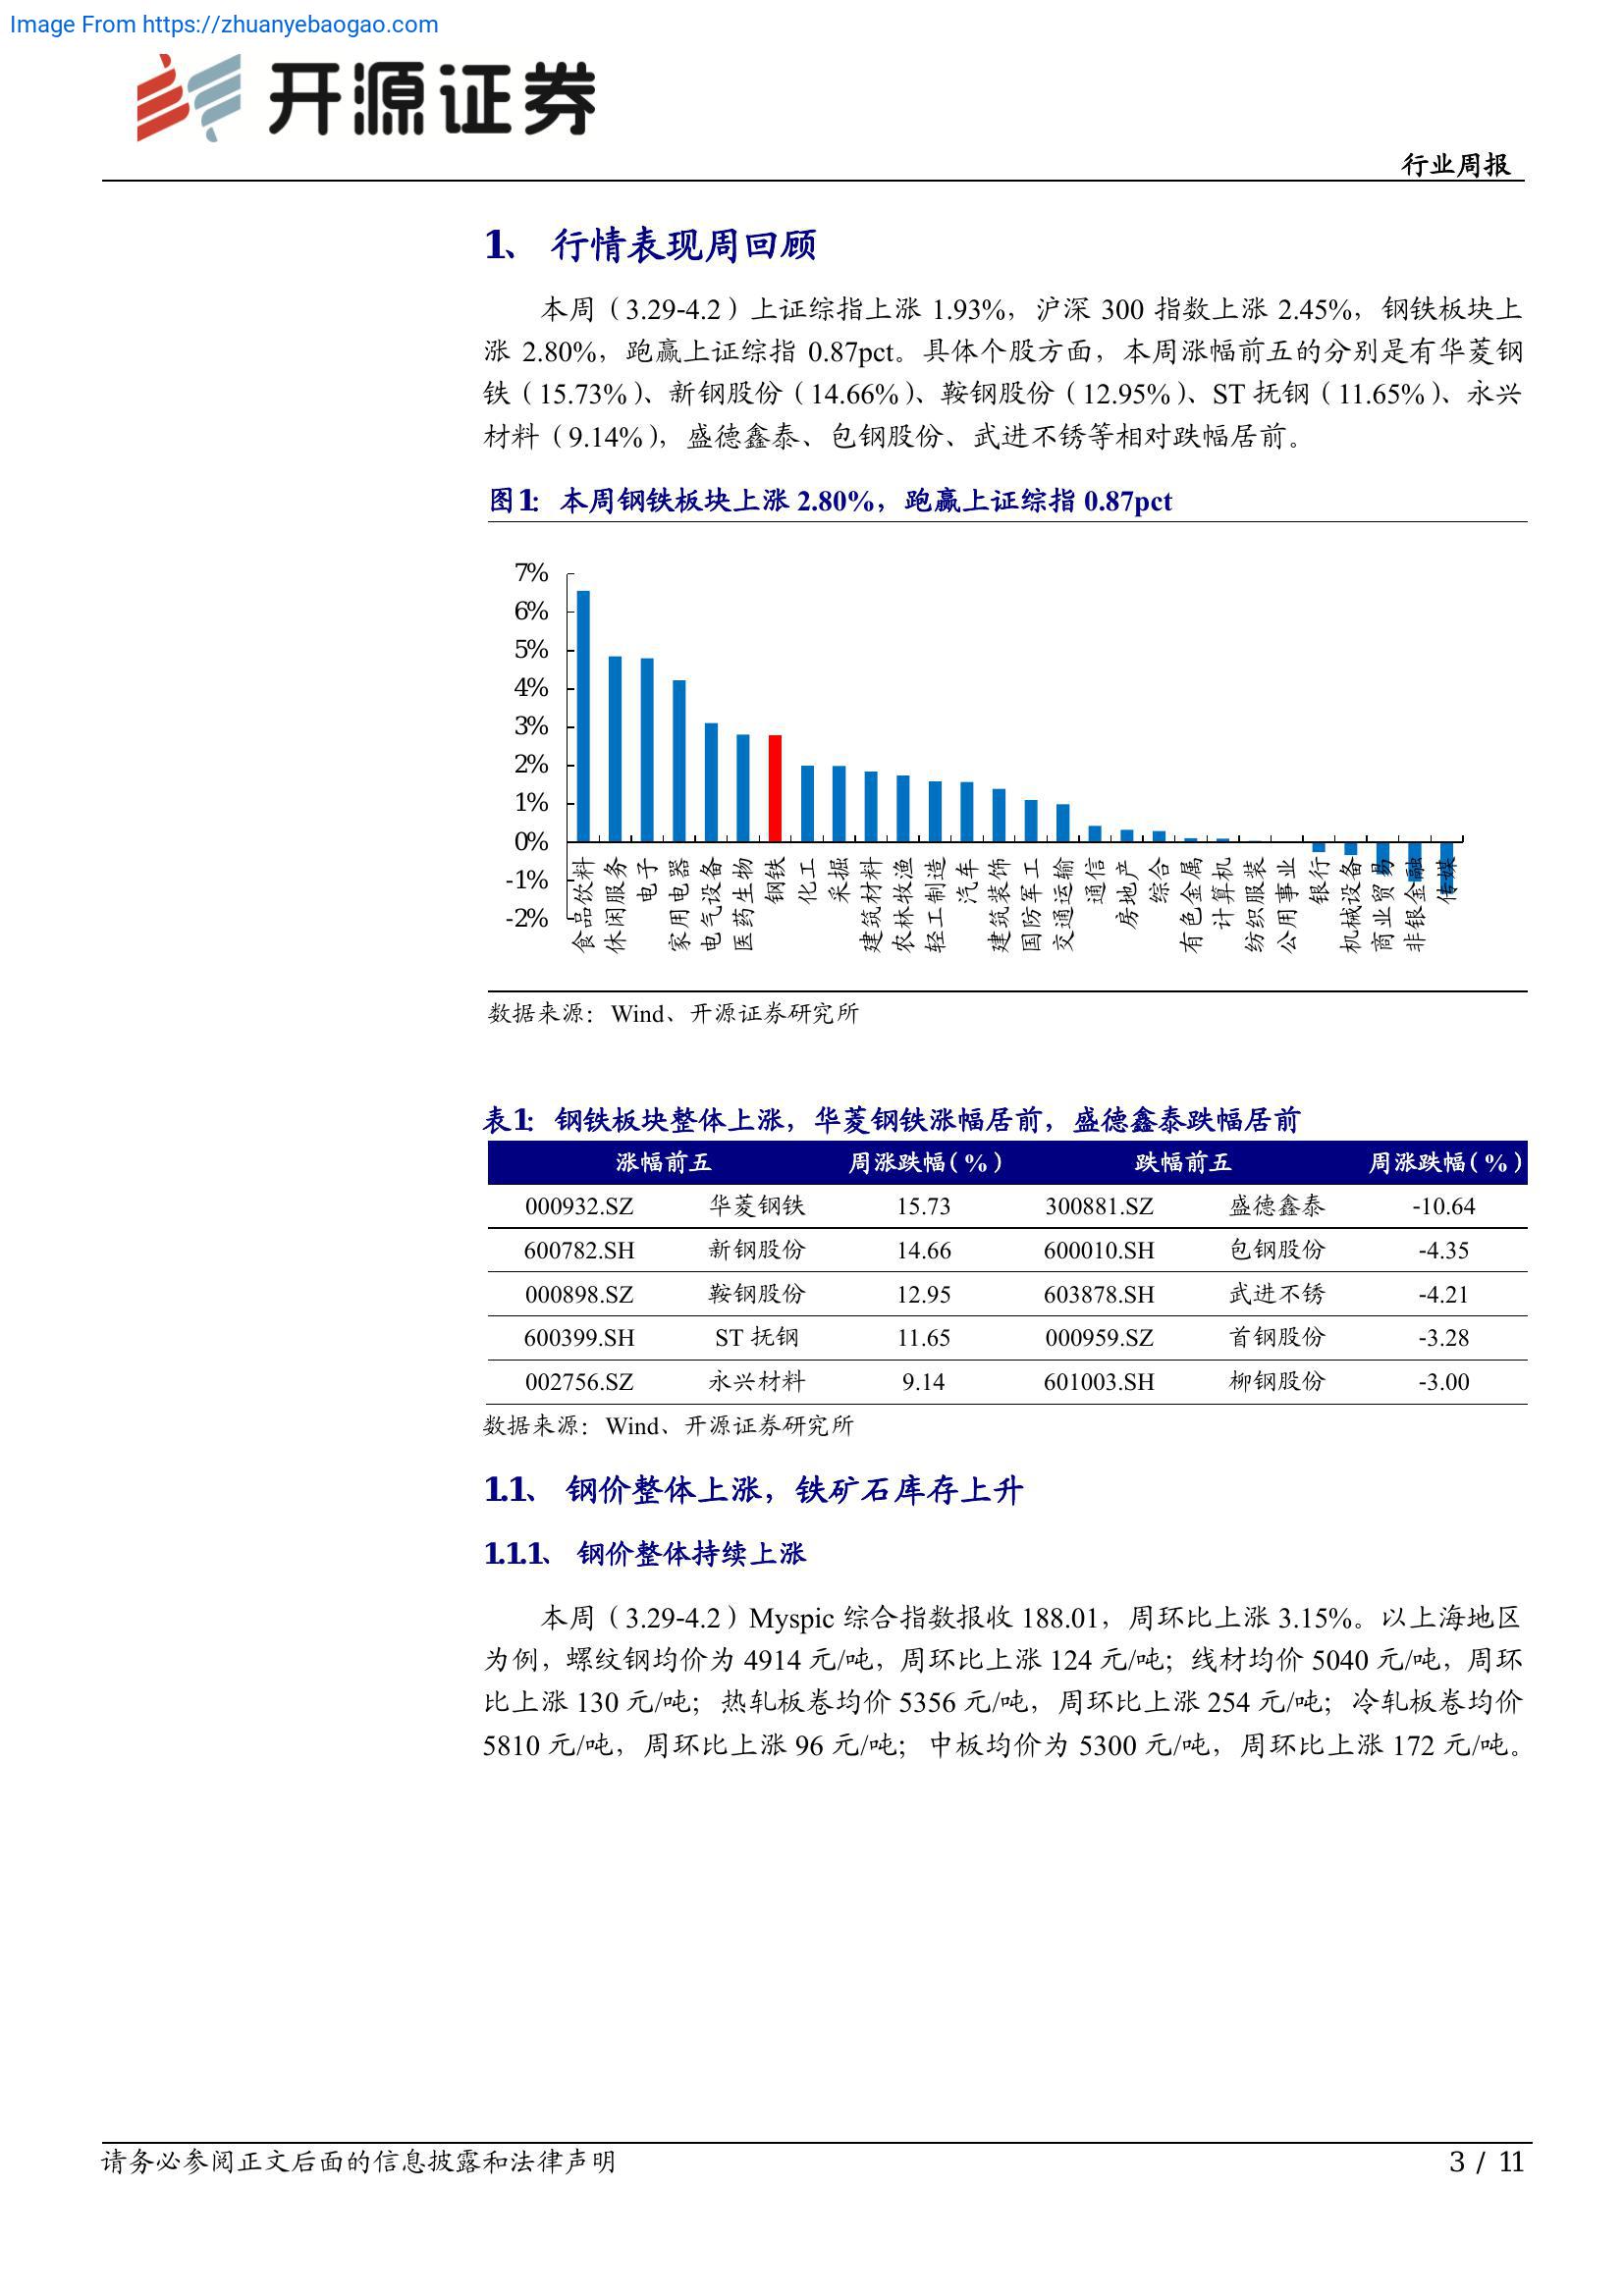 Image From https://zhuanyebaogao.com
开源证券
行业周报
1、 行情表现周回顾
本周（3.29-4.2）上证综指上涨 1.93%，沪深 300 指数上涨 2.45%，钢铁板块上
涨 2.80%，跑赢上证综指 0.87pct。具体个股方面，本周涨幅前五的分别是有华菱钢
铁（15.73%）、新钢股份（14.66%）、鞍钢股份（12.95%）、ST 抚钢（11.65%）、永兴
材料（9.14%），盛德鑫泰、包钢股份、武进不锈等相对跌幅居前。
图 1： 本周钢铁板块上涨 2.80%，跑赢上证综指 0.87pct
7%
6%
5%
4%
3%
2%
1%
0%
-1%
-2%
食品饮料
休闲服务
电子
家用电器
电气设备
医药生物
钢铁
化工
采掘
建筑材料
农林牧渔
轻工制造
汽车
建筑装饰
国防军工
交通运输
通信
房地产
综合
有色金属
计算机
纺织服装
公用事业
银行
机械设备
商业贸易
非银金融
传媒
数据来源：Wind、开源证券研究所
表 1： 钢铁板块整体上涨，华菱钢铁涨幅居前，盛德鑫泰跌幅居前
涨幅前五 周涨跌幅（%） 跌幅前五 周涨跌幅（%）
000932.SZ 华菱钢铁 15.73 300881.SZ 盛德鑫泰 -10.64
600782.SH 新钢股份 14.66 600010.SH 包钢股份 -4.35
000898.SZ 鞍钢股份 12.95 603878.SH 武进不锈 -4.21
600399.SH ST 抚钢 11.65 000959.SZ 首钢股份 -3.28
002756.SZ 永兴材料 9.14 601003.SH 柳钢股份 -3.00
数据来源：Wind、开源证券研究所
1.1、 钢价整体上涨，铁矿石库存上升
1.1.1、 钢价整体持续上涨
本周（3.29-4.2）Myspic 综合指数报收 188.01，周环比上涨 3.15%。以上海地区
为例，螺纹钢均价为 4914 元/吨，周环比上涨 124 元/吨；线材均价 5040 元/吨，周环
比上涨 130 元/吨；热轧板卷均价 5356 元/吨，周环比上涨 254 元/吨；冷轧板卷均价
5810 元/吨，周环比上涨 96 元/吨；中板均价为 5300 元/吨，周环比上涨 172 元/吨。
请务必参阅正文后面的信息披露和法律声明
3 / 11